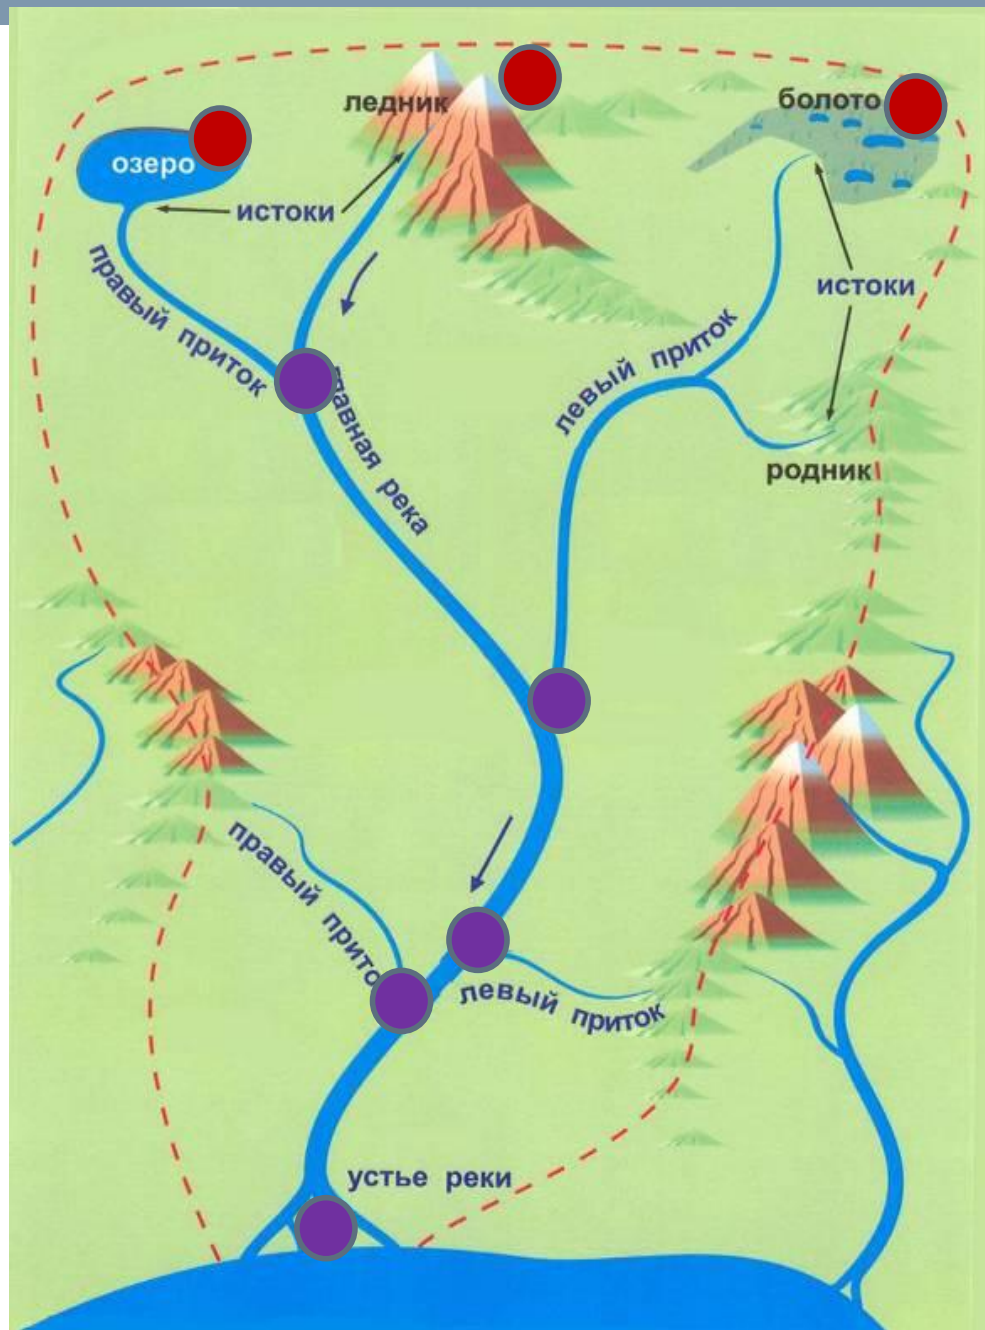 ледник
болото
озеро
истоки
истоки
правый приток
левый приток
главная река
родник
правый приток
левый приток
устье реки